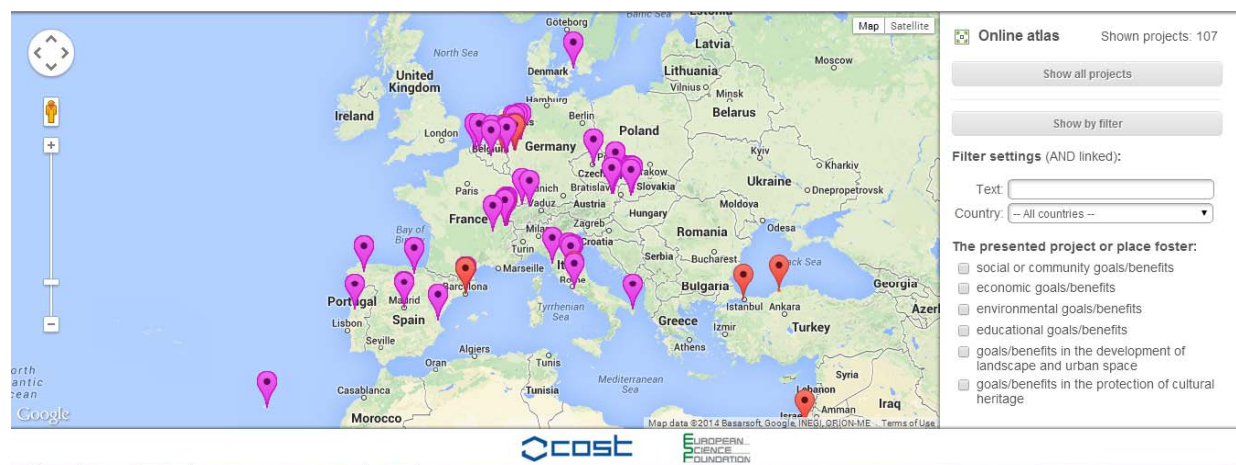 Göteborg
Baltic Sea
Estonia
Map Satellite
Latvia
North Sea
Moscow
United
Kingdom
Denmark
Lithuania
Vilnius
Minsk
Hamburg
Ireland
Berlin
Belarus
London
Poland
Belgium
Germany
Kyiv
Kharkiv
Paris
Bratislava
Slovakia
Ukraine
Dnepropetrovsk
Vaduz
Austria
Moldova
France
Hungary
Zagreb
Romania
Odesa
Turin
Croatia
Serbia
Bucharest
Marseille
Rome
Barcelona
Bulgaria
Georgia
Portugal
Madrid
Istanbul
Ankara
Lisbon
Spain
Tyrrhenian
Sea
Greece
Izmir
Turkey
Seville
Athens
Algiers
Oran
Tunis
Syria
Mediterranean
Sea
Lebanon
Casablanca
Tunisia
Amman
Iraq
Morocco
Google
Map data ©2014 Basarsoft, Google, INEGI, ORION-ME
Terms of Use
Online atlas Shown projects: 107
Show all projects
Show by filter
Filter settings (AND linked):
Text:
Country: -- All countries --
The presented project or place foster:
social or community goals/benefits
economic goals/benefits
environmental goals/benefits
educational goals/benefits
goals/benefits in the development of
landscape and urban space
goals/benefits in the protection of cultural
heritage
cost
EUROPEAN
SCIENCE
FOUNDATION